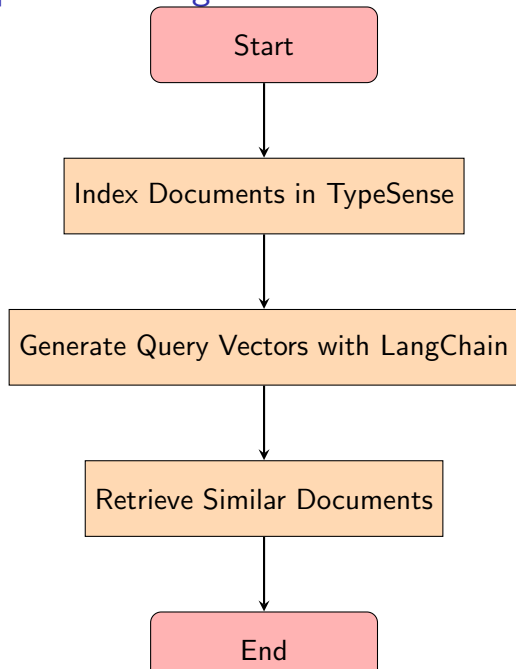 Start
Index Documents in TypeSense
Generate Query Vectors with LangChain
Retrieve Similar Documents
End